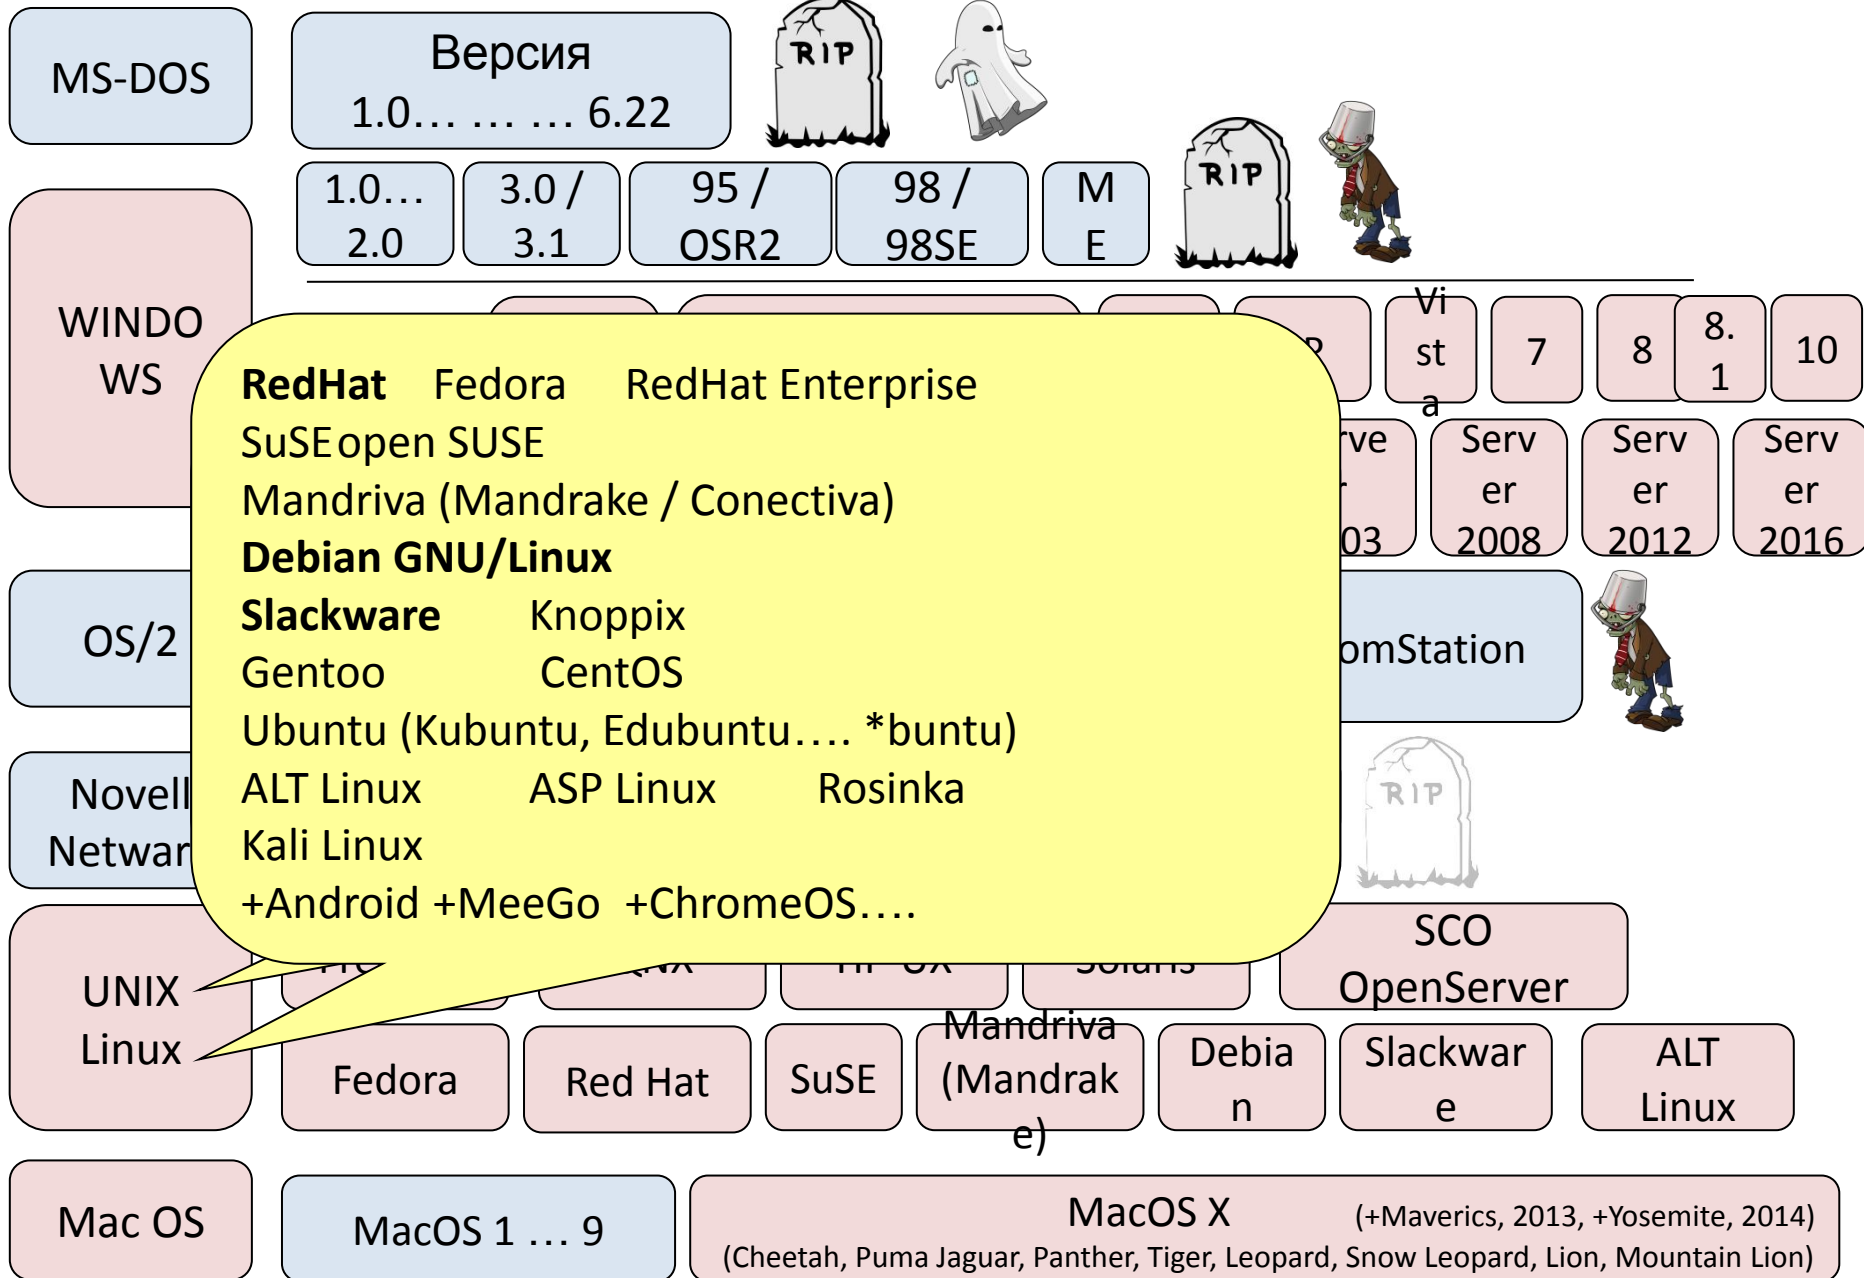 MS-DOS
Версия
1.0… … … 6.22
RIP
1.0…
2.0
3.0 /
3.1
95 /
OSR2
98 /
98SE
M
E
RIP
WINDO
WS
Vi
st
a
7
8
8.
1
10
Serv
er
2008
Serv
er
2012
Serv
er
2016
RedHat Fedora RedHat Enterprise
SuSE open SUSE
Mandriva (Mandrake / Conectiva)
Debian GNU/Linux
Slackware Knoppix
Gentoo CentOS
Ubuntu (Kubuntu, Edubuntu…. *buntu)
ALT Linux ASP Linux Rosinka
Kali Linux
+Android +MeeGo +ChromeOS….
OS/2
omStation
Novell
Netwar
RIP
UNIX
Linux
HP-UX
Solaris
SCO
OpenServer
Fedora
Red Hat
SuSE
Mandriva
(Mandrak
e)
Debia
n
Slackwar
e
ALT
Linux
Mac OS
MacOS 1 … 9
MacOS X (+Maverics, 2013, +Yosemite, 2014)
(Cheetah, Puma Jaguar, Panther, Tiger, Leopard, Snow Leopard, Lion, Mountain Lion)